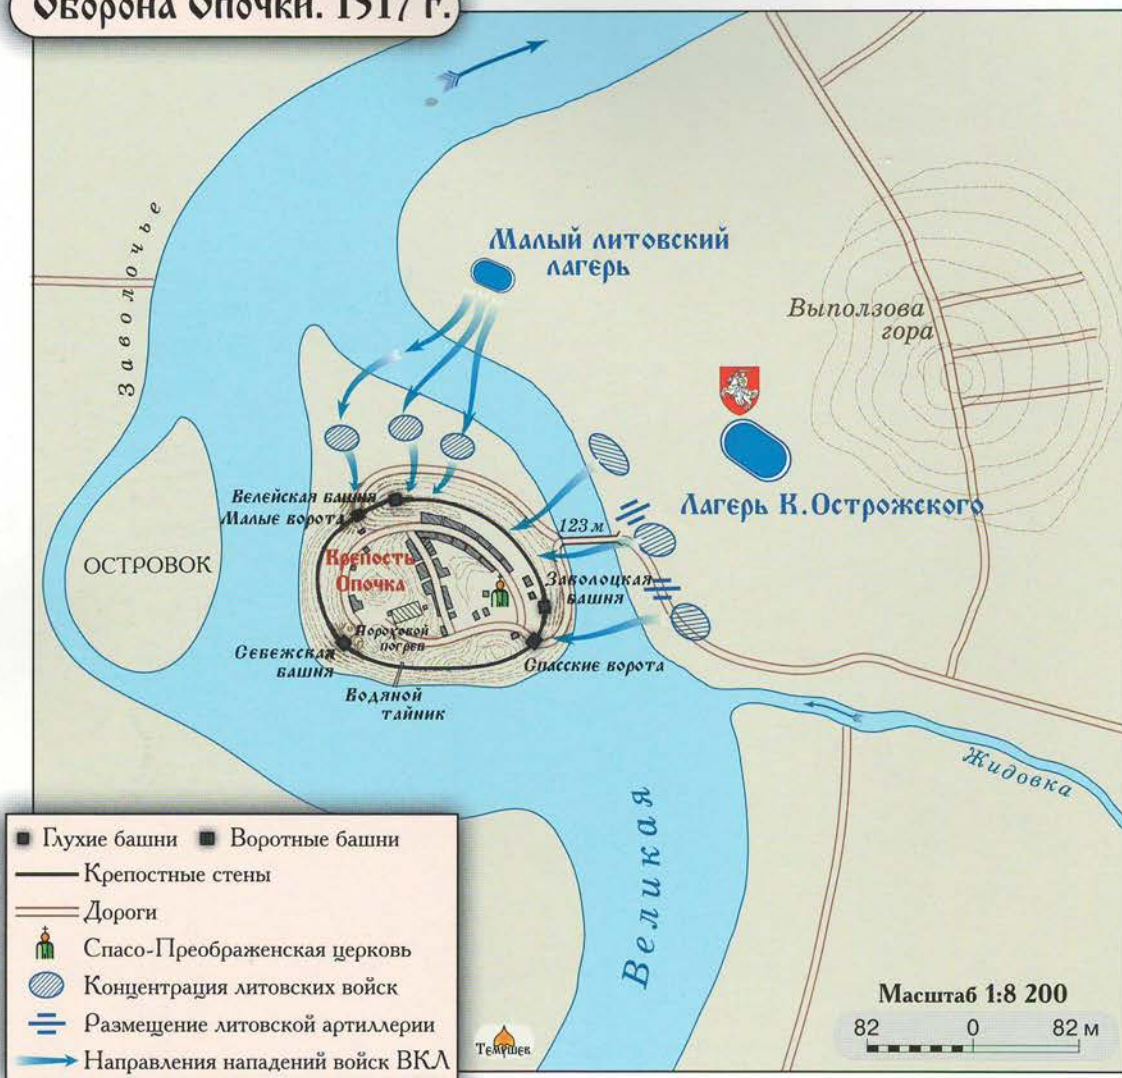 Оборона Опочки. 1517 г.
Заволочье
Малый литовский
лагерь
Выползова
гора
Лагерь К.Острожского
Велейская башня
Малые ворота
123 м
ОСТРОВОК
Крепость
Опочка
Заволоцкая
башня
Пороховой
погреб
Себежская
башня
Спасские ворота
Водяной
тайник
Жидовка
Великая
Глухие башни Воротные башни
Крепостные стены
Дороги
Спасо-Преображенская церковь
Концентрация литовских войск
Размещение литовской артиллерии
Направления нападений войск ВКЛ
Темушев
Масштаб 1:8 200
82 0 82 м